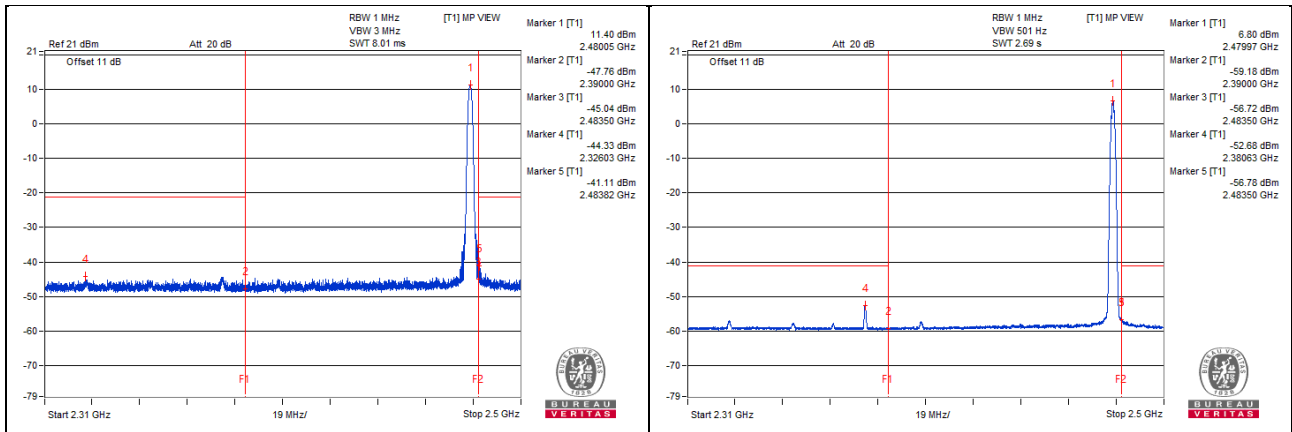 RBW 1 MHz
[T1] MP VIEW
VBW 3 MHz
Ref 21 dBm
Att 20 dB
SWT 8.01 ms
Offset 11 dB
21
10
0
-10
-20
-30
-40
-50
-60
-70
-79
1
4
2
5
F1
F2
Start 2.31 GHz
19 MHz/
Stop 2.5 GHz
Marker 1 [T1]
11.40 dBm
2.48005 GHz
Marker 2 [T1]
-47.76 dBm
2.39000 GHz
Marker 3 [T1]
-45.04 dBm
2.48350 GHz
Marker 4 [T1]
-44.33 dBm
2.32603 GHz
Marker 5 [T1]
-41.11 dBm
2.48382 GHz
BUREAU VERITAS
1828
BUREAU
VERITAS
RBW 1 MHz
[T1] MP VIEW
VBW 501 Hz
Ref 21 dBm
Att 20 dB
SWT 2.69 s
Offset 11 dB
21
10
0
-10
-20
-30
-40
-50
-60
-70
-79
1
4
2
F1
F2
Start 2.31 GHz
19 MHz/
Stop 2.5 GHz
Marker 1 [T1]
6.80 dBm
2.47997 GHz
Marker 2 [T1]
-59.18 dBm
2.39000 GHz
Marker 3 [T1]
-56.72 dBm
2.48350 GHz
Marker 4 [T1]
-52.68 dBm
2.38063 GHz
Marker 5 [T1]
-56.78 dBm
2.48350 GHz
BUREAU VERITAS
1828
BUREAU
VERITAS